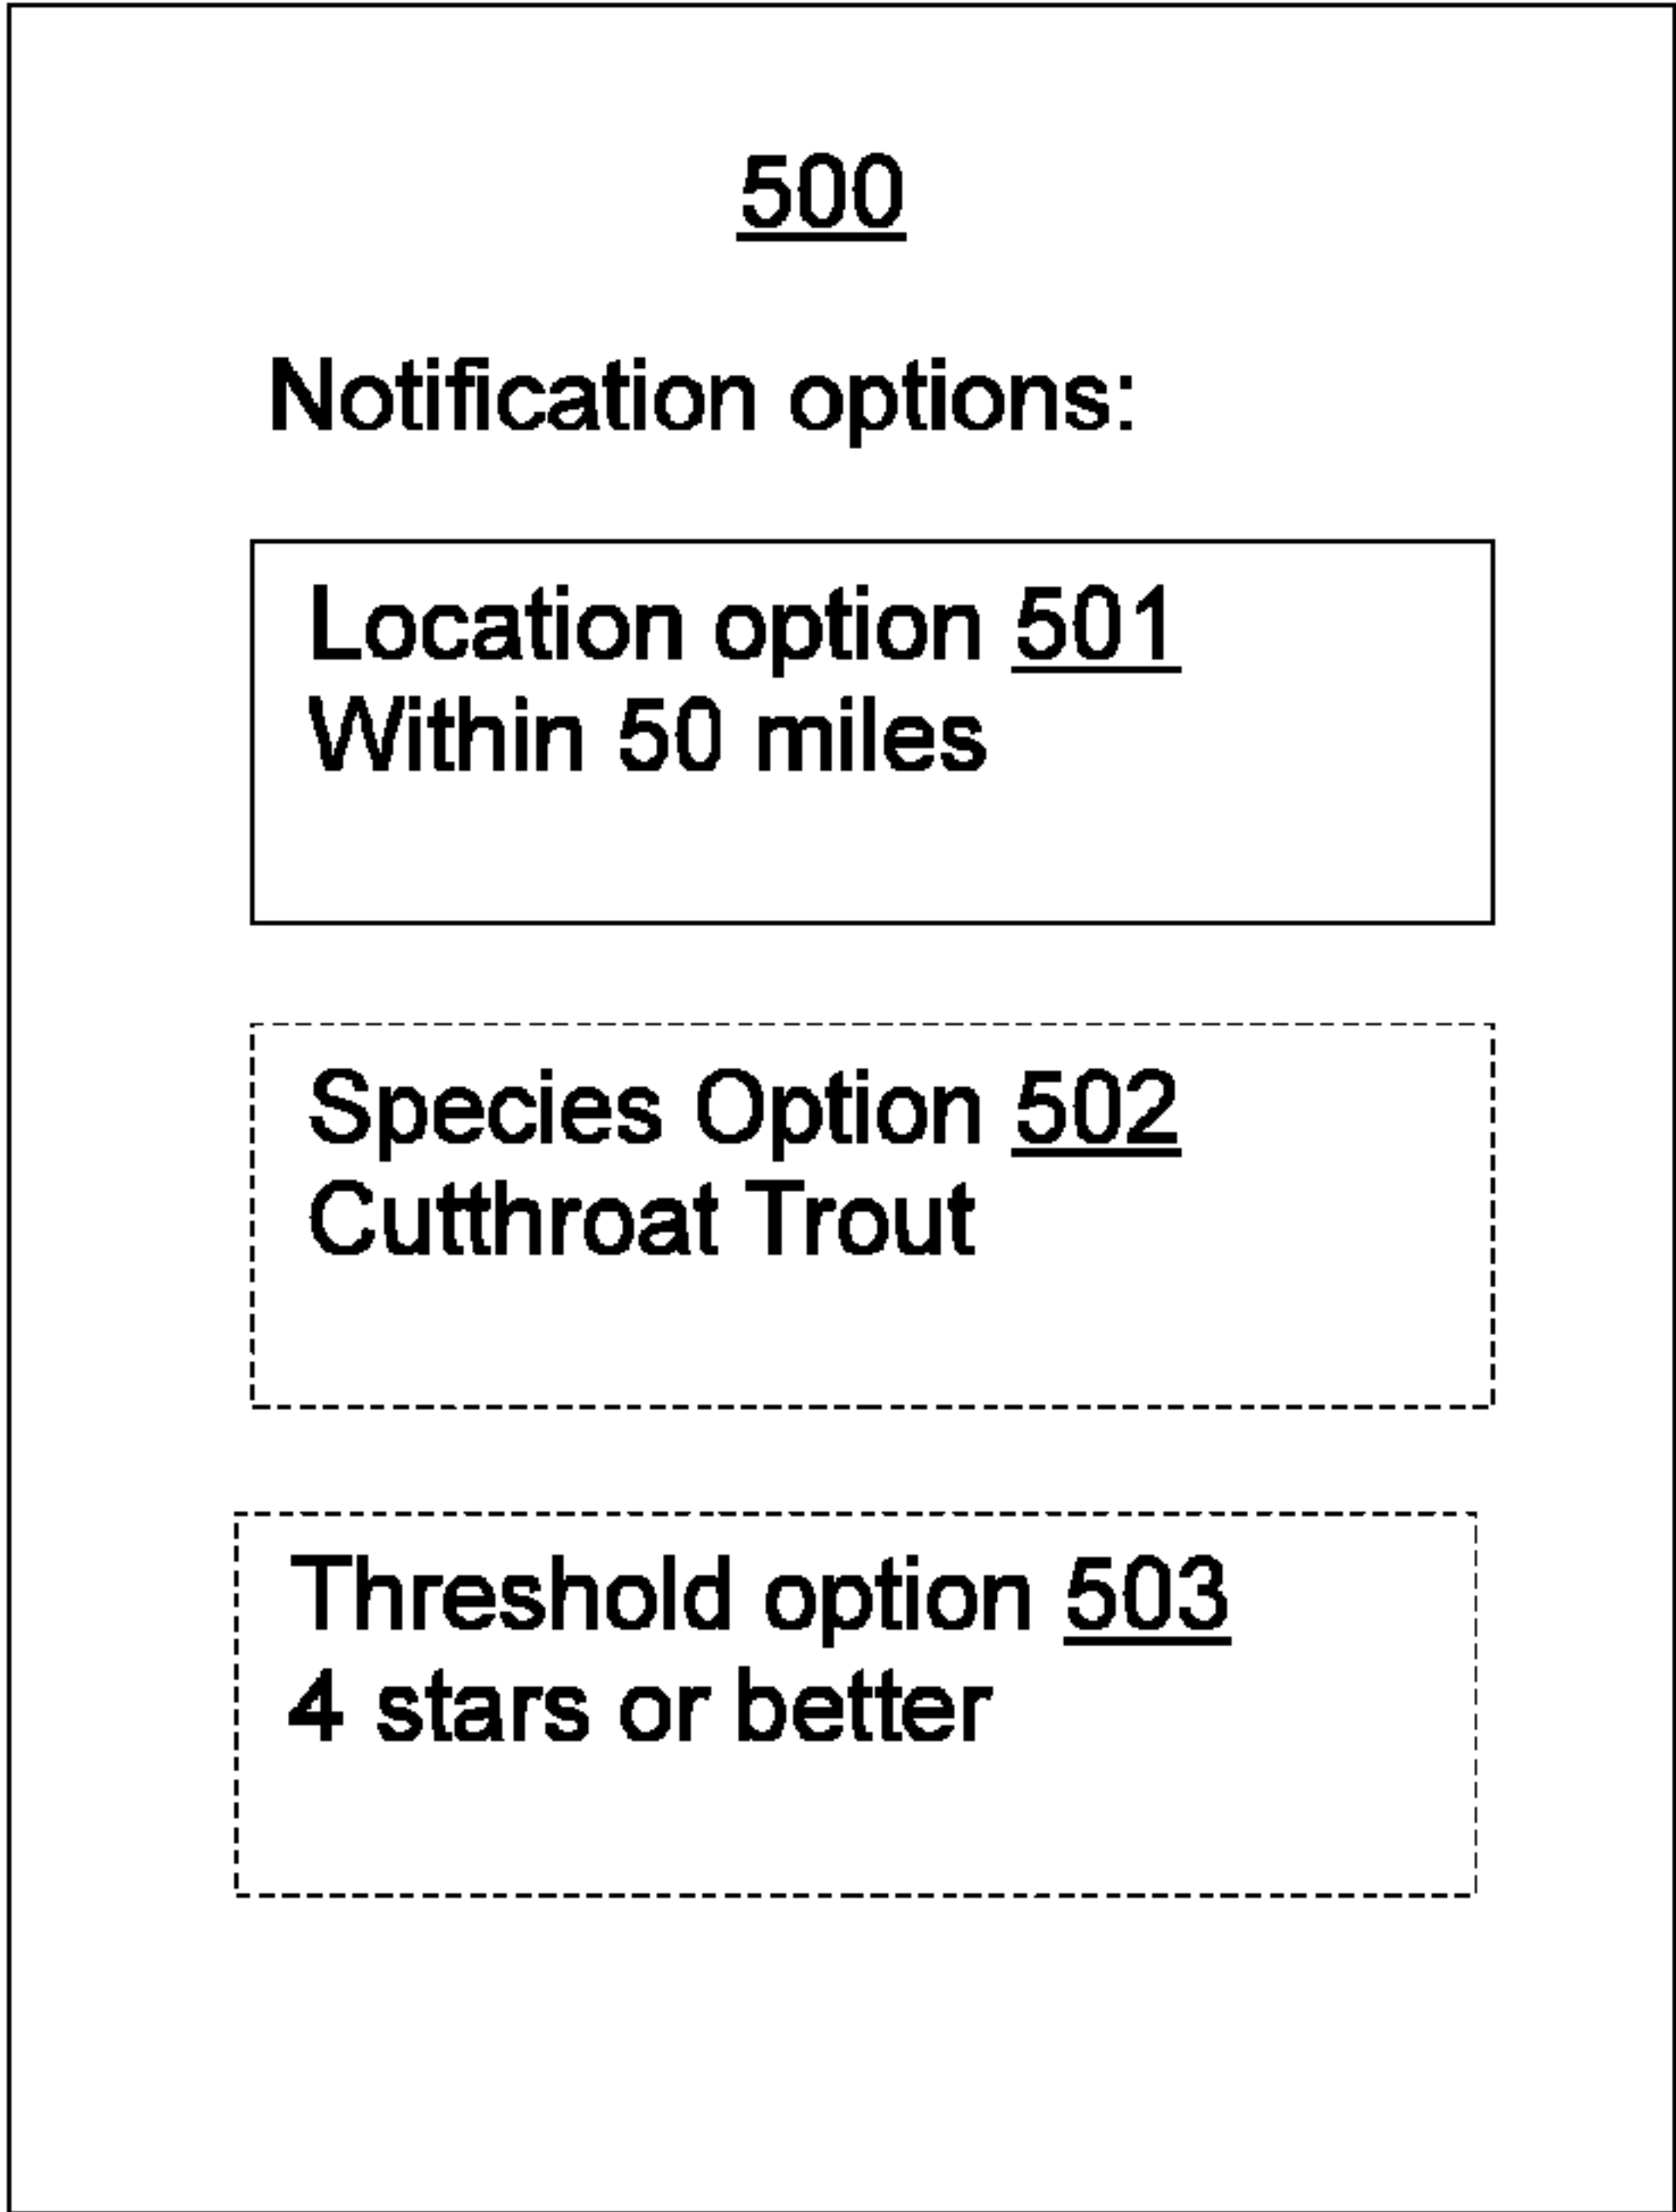 500
Notification options:
Location option 501
Within 50 miles
Species Option 502
Cutthroat Trout
Threshold option 503
4 stars or better